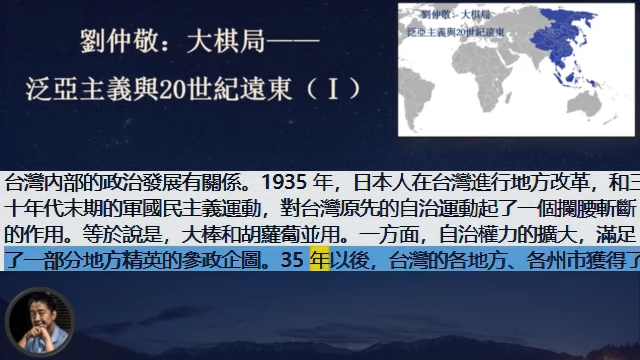 劉仲敬：大棋局——
泛亞主義與20世紀遠東（Ⅰ）
劉仲敬：大棋局
泛亞主義與20世紀遠東
台灣內部的政治發展有關係。1935 年，日本人在台灣進行地方改革，和三
十年代末期的軍國民主義運動，對台灣原先的自治運動起了一個攔腰斬斷
的作用。等於說是，大棒和胡蘿蔔並用。一方面，自治權力的擴大，滿足
了一部分地方精英的參政企圖。35 年以後，台灣的各地方、各州市獲得了